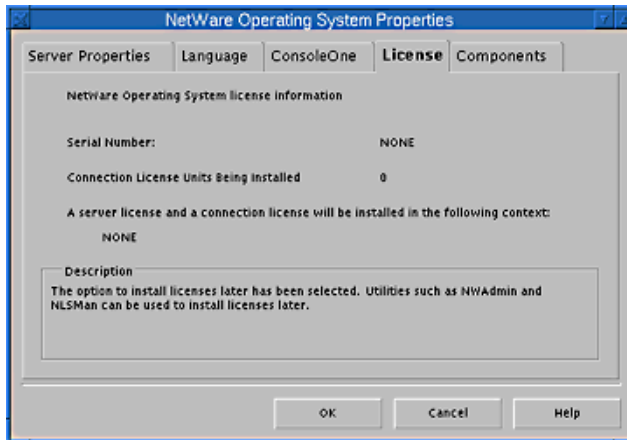 NetWare Operating System Properties
Server Properties Language ConsoleOne License Components
NetWare Operating System license information
Serial Number: NONE
Connection License Units Being Installed 0
A server license and a connection license will be installed in the following context:
NONE
Description
The option to install licenses later has been selected. Utilities such as NWAdmin and
NLSMan can be used to install licenses later.
OK Cancel Help